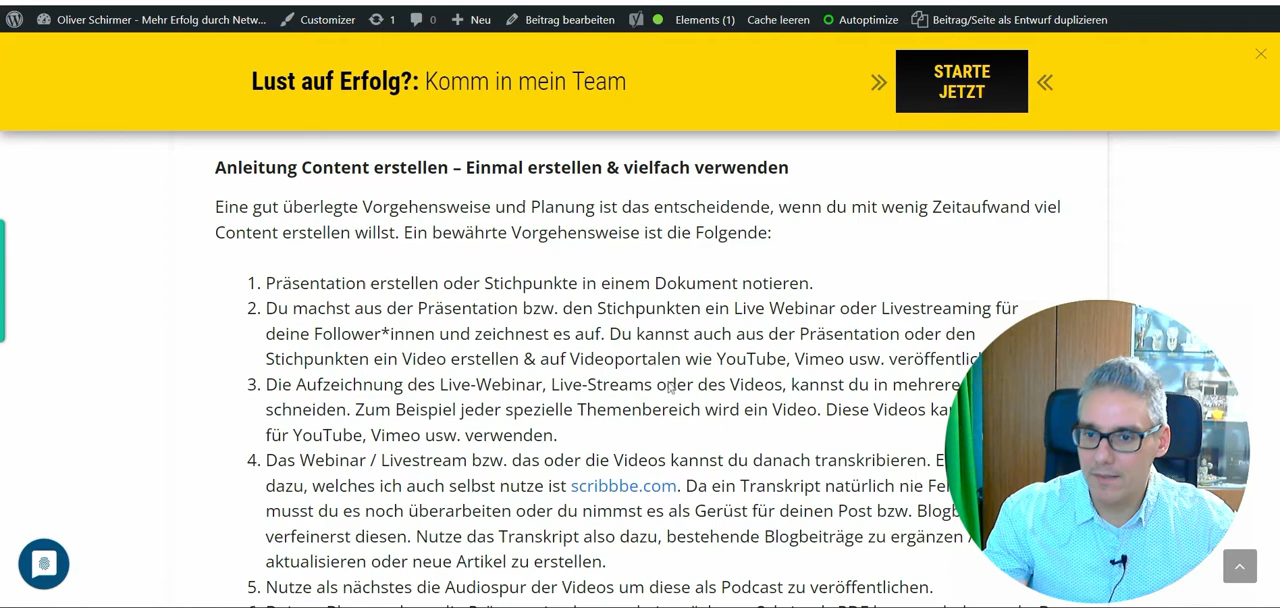 Oliver Schirmer - Mehr Erfolg durch Netw... Customizer 1 0 Neu Beitrag bearbeiten Elements (1) Cache leeren Autoptimize Beitrag/Seite als Entwurf duplizieren
Lust auf Erfolg?: Komm in mein Team
STARTE
JETZT
Anleitung Content erstellen – Einmal erstellen & vielfach verwenden
Eine gut überlegte Vorgehensweise und Planung ist das entscheidende, wenn du mit wenig Zeitaufwand viel
Content erstellen willst. Ein bewährte Vorgehensweise ist die Folgende:
1. Präsentation erstellen oder Stichpunkte in einem Dokument notieren.
2. Du machst aus der Präsentation bzw. den Stichpunkten ein Live Webinar oder Livestreaming für
deine Follower*innen und zeichnest es auf. Du kannst auch aus der Präsentation oder den
Stichpunkten ein Video erstellen & auf Videoportalen wie YouTube, Vimeo usw. veröffentlic
3. Die Aufzeichnung des Live-Webinar, Live-Streams oder des Videos, kannst du in mehrere
schneiden. Zum Beispiel jeder spezielle Themenbereich wird ein Video. Diese Videos ka
für YouTube, Vimeo usw. verwenden.
4. Das Webinar / Livestream bzw. das oder die Videos kannst du danach transkribieren. E
dazu, welches ich auch selbst nutze ist scribbbe.com. Da ein Transkript natürlich nie Fe
musst du es noch überarbeiten oder du nimmst es als Gerüst für deinen Post bzw. Blogb
verfeinerst diesen. Nutze das Transkript also dazu, bestehende Blogbeiträge zu ergänzen /
aktualisieren oder neue Artikel zu erstellen.
5. Nutze als nächstes die Audiospur der Videos um diese als Podcast zu veröffentlichen.